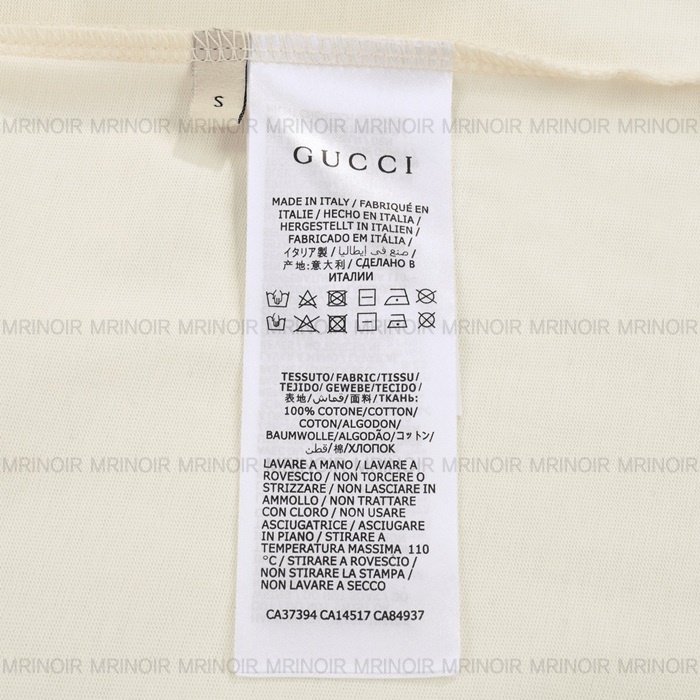 S
MRINOIR MRINOIR MRINOIR MRINOIR MRINOIR MRINOIR MRINOIR MRINOIR
GUCCI
MADE IN ITALY / FABRIQUÉ EN
ITALIE / HECHO EN ITALIA /
HERGESTELLT IN ITALIEN /
FABRICADO EM ITÁLIA /
イタリア製 / صنع في إيطاليا /
产地:意大利 / СДЕЛАНО В
ИТАЛИИ
MRINOIR MRINOIR MRINOIR MRINOIR MRINOIR MRINOIR MRINOIR MRINOIR
TESSUTO/FABRIC/TISSU/
TEJIDO/GEWEBE/TECIDO/
表地/قماش/面料/ТКАНЬ:
100% COTONE/COTTON/
COTON/ALGODON/
BAUMWOLLE/ALGODÃO/コットン/
قطن/棉/ХЛОПОК
MRINOIR MRINOIR MRINOIR MRINOIR MRINOIR MRINOIR MRINOIR MRINOIR
LAVARE A MANO / LAVARE A
ROVESCIO / NON TORCERE O
STRIZZARE / NON LASCIARE IN
AMMOLLO / NON TRATTARE
CON CLORO / NON USARE
ASCIUGATRICE / ASCIUGARE
IN PIANO / STIRARE A
TEMPERATURA MASSIMA 110
°C / STIRARE A ROVESCIO /
NON STIRARE LA STAMPA /
NON LAVARE A SECCO
CA37394 CA14517 CA84937
MRINOIR MRINOIR MRINOIR MRINOIR MRINOIR MRINOIR MRINOIR MRINOIR